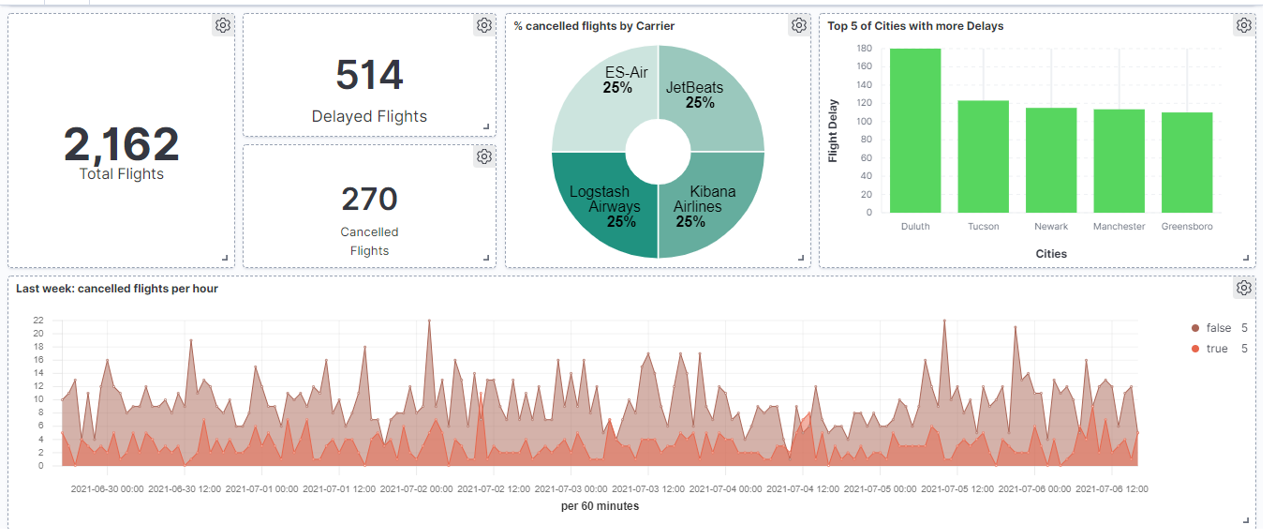 2,162
Total Flights
514
Delayed Flights
270
Cancelled
Flights
% cancelled flights by Carrier
ES-Air
25%
JetBeats
25%
Logstash
Airways
25%
Kibana
Airlines
25%
Top 5 of Cities with more Delays
180
160
140
120
100
80
60
40
20
0
Flight Delay
Duluth
Tucson
Newark
Manchester
Greensboro
Cities
Last week: cancelled flights per hour
22
20
18
16
14
12
10
8
6
4
2
0
2021-06-30 00:00 2021-06-30 12:00 2021-07-01 00:00 2021-07-01 12:00 2021-07-02 00:00 2021-07-02 12:00 2021-07-03 00:00 2021-07-03 12:00 2021-07-04 00:00 2021-07-04 12:00 2021-07-05 00:00 2021-07-05 12:00 2021-07-06 00:00 2021-07-06 12:00
per 60 minutes
false 5
true 5